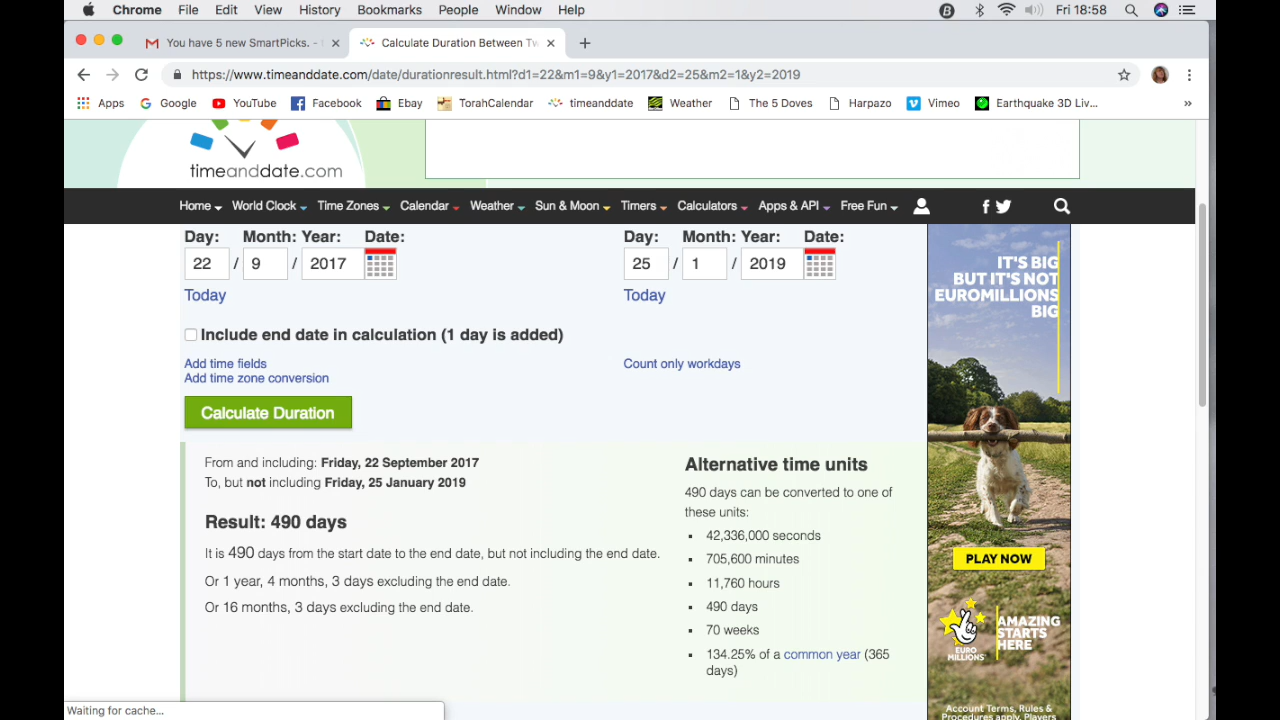 Chrome File Edit View History Bookmarks People Window Help Fri 18:58
You have 5 new SmartPicks. - Calculate Duration Between Tw
https://www.timeanddate.com/date/durationresult.html?d1=22&m1=9&y1=2017&d2=25&m2=1&y2=2019
Apps Google YouTube Facebook Ebay TorahCalendar timeanddate Weather The 5 Doves Harpazo Vimeo Earthquake 3D Liv... »
timeanddate.com
Home World Clock Time Zones Calendar Weather Sun & Moon Timers Calculators Apps & API Free Fun
Day: Month: Year: Date: Day: Month: Year: Date:
22 / 9 / 2017 25 / 1 / 2019
Today Today
Include end date in calculation (1 day is added)
Add time fields Count only workdays
Add time zone conversion
Calculate Duration
From and including: Friday, 22 September 2017
To, but not including Friday, 25 January 2019
Result: 490 days
It is 490 days from the start date to the end date, but not including the end date.
Or 1 year, 4 months, 3 days excluding the end date.
Or 16 months, 3 days excluding the end date.
Alternative time units
490 days can be converted to one of
these units:
42,336,000 seconds
705,600 minutes
11,760 hours
490 days
70 weeks
134.25% of a common year (365
days)
IT'S BIG
BUT IT'S NOT
EUROMILLIONS
BIG
PLAY NOW
EURO
MILLIONS
AMAZING
STARTS
HERE
Account Terms, Rules &
Procedures apply. Players
Waiting for cache...